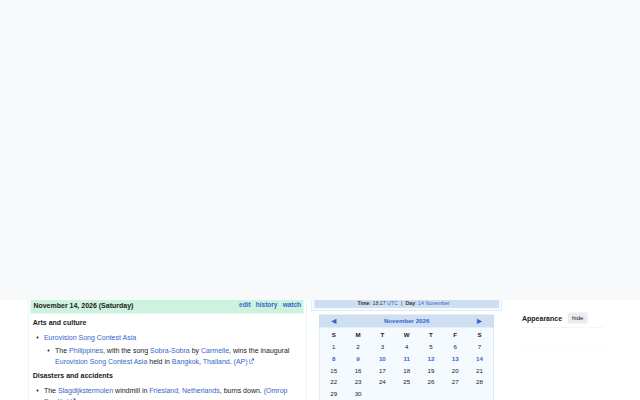 November 14, 2026 (Saturday) edit history watch
Arts and culture
• Eurovision Song Contest Asia
• The Philippines, with the song Sobra-Sobra by Carmelle, wins the inaugural
Eurovision Song Contest Asia held in Bangkok, Thailand. (AP)
Disasters and accidents
• The Slagdijkstermolen windmill in Friesland, Netherlands, burns down. (Omrop
Time: 18:27 UTC | Day: 14 November
◀ November 2026 ▶
S M T W T F S
1 2 3 4 5 6 7
8 9 10 11 12 13 14
15 16 17 18 19 20 21
22 23 24 25 26 27 28
29 30
Appearance hide